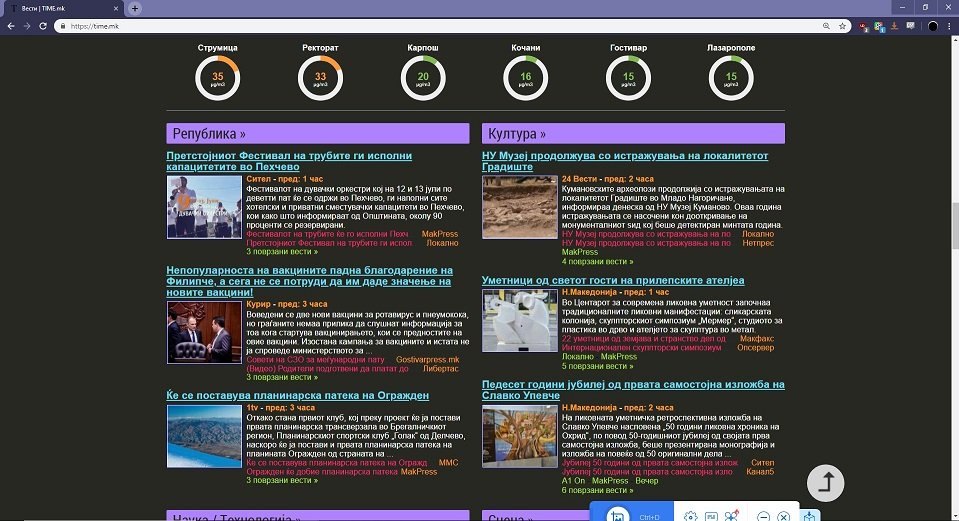 Вести | TIME.mk
https://time.mk
Струмица
Ректорат
Карпош
Кочани
Гостивар
Лазарополе
35
µg/m3
33
µg/m3
20
µg/m3
16
µg/m3
15
µg/m3
15
µg/m3
Република »
Претстојниот Фестивал на трубите ги исполни
капацитетите во Пехчево
Сител - пред: 1 час
Фестивалот на дувачки оркестри кој на 12 и 13 јули по
деветти пат ќе се одржи во Пехчево, ги наполни сите
хотелски и приватни сместувачки капацитети во Пехчево,
кои како што информираат од Општината, околу 90
проценти се резервирани.
Фестивалот на трубите ќе го исполни Пехч MakPress
Претстојниот Фестивал на трубите ги испол Локално
3 поврзани вести »
Непопуларноста на вакцините падна благодарение на
Филипче, а сега не се потруди да им даде значење на
новите вакцини!
Курир - пред: 3 часа
Воведени се две нови вакцини за ротавирус и пнеумокока,
но граѓаните немаа прилика да слушнат информација за
тоа кога стартува вакцинирањето, кои се предностите на
овие вакцини. Изостана кампања за вакцините и истата не
ја спроведе министерството за ...
Совети на СЗО за меѓународни пату Gostivarpress.mk
(Видео) Родители подготвени да платат до Либертас
3 поврзани вести »
Ќе се поставува планинарска патека на Огражден
1tv - пред: 3 часа
Откако стана првиот клуб, кој преку проект ќе ја постави
првата планинарска трансверзала во Брегалничкиот
регион, Планинарскиот спортски клуб „Голак“ од Делчево,
наскоро ќе ја постави и првата планинарска патека на
планината Огражден од страната на ...
Ќе се поставува планинарска патека на Огражд ММС
Огражден ќе добие планинарска патека MakPress
3 поврзани вести »
Наука / Технологија »
Култура »
НУ Музеј продолжува со истражувања на локалитетот
Градиште
24 Вести - пред: 2 часа
Кумановските археолози продолжија со истражувањата на
локалитетот Градиште во Младо Нагоричане,
информираа денеска од НУ Музеј Куманово. Оваа година
истражувањата се насочени кон дооткривање на
монументалниот ѕид кој беше детектиран минтата година.
НУ Музеј продолжува со истражувања на ло Локално
НУ Музеј продолжува со истражувања на ло Нетпрес
MakPress
4 поврзани вести »
Уметници од светот гости на прилепските ателјеа
Н.Македонија - пред: 1 час
Во Центарот за современа ликовна уметност започнаа
традиционалните ликовни манифестации: сликарската
колонија, скулпторскиот симпозиум „Мермер“, студиото за
пластика во дрво и ателјето за скулптура во метал.
22 уметници од земјава и странство дел од Макфакс
Интернационален скулпторски симпозиум Опсервер
Локално MakPress
5 поврзани вести »
Педесет години јубилеј од првата самостојна изложба на
Славко Упевче
Н.Македонија - пред: 2 часа
На ликовната уметничка ретроспективна изложба на
Славко Упевче насловена „50 години ликовна хроника на
Охрид“, по повод 50-годишниот јубилеј од својата прва
самостојна изложба, беше презентирана монографија и
изложба на повеќе од 50 оригинални дела ...
Јубилеј 50 години од првата самостојна излож Сител
Јубилеј 50 години од првата самостојна изло Канал5
A1 On MakPress Вечер
6 поврзани вести »
Сцена »
Ctrl+D